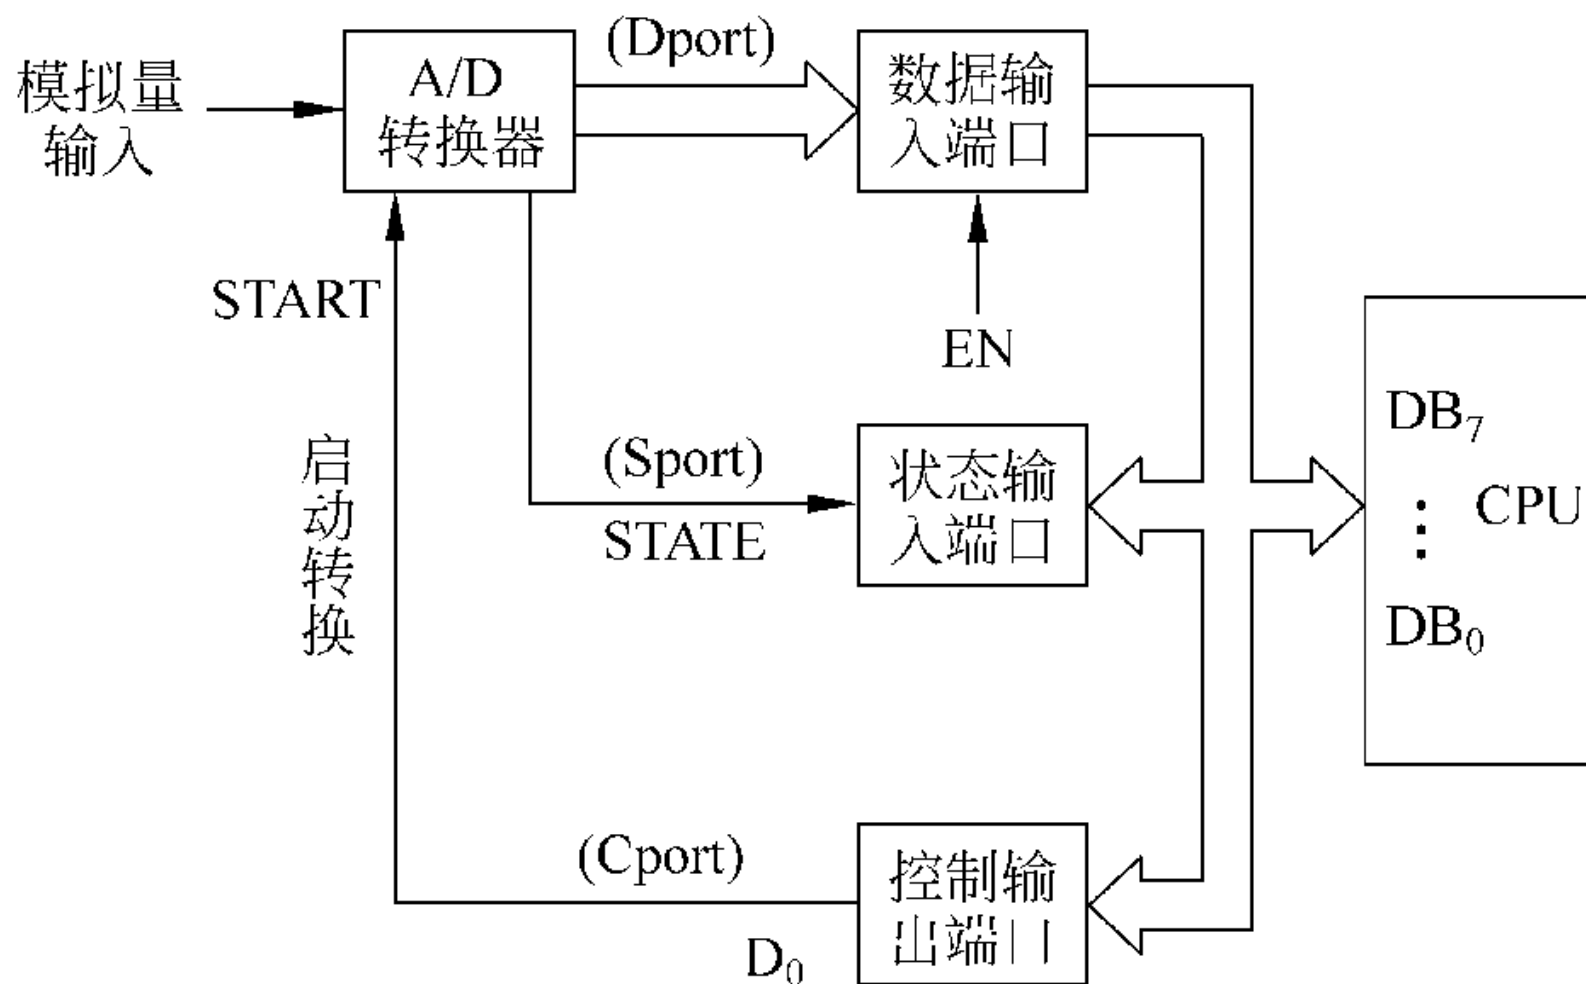 模拟量
输入
A/D
转换器
(Dport)
数据输
入端口
START
EN
启动转换
(Sport)
STATE
状态输
入端口
DB₇
⋮
CPU
DB₀
(Cport)
D₀
控制输
出端口